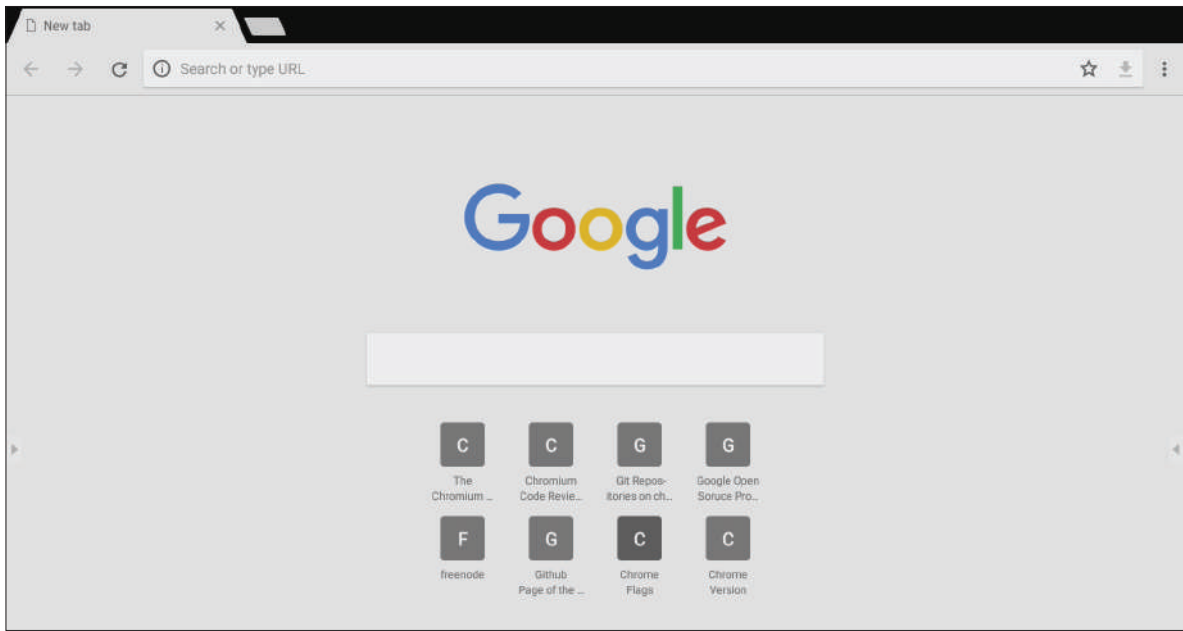 New tab
Search or type URL
Google
C
C
G
G
The
Chromium ...
Chromium
Code Revie...
Git Repos-
itories on ch...
Google Open
Soruce Pro...
F
G
C
C
freenode
Github
Page of the ...
Chrome
Flags
Chrome
Version